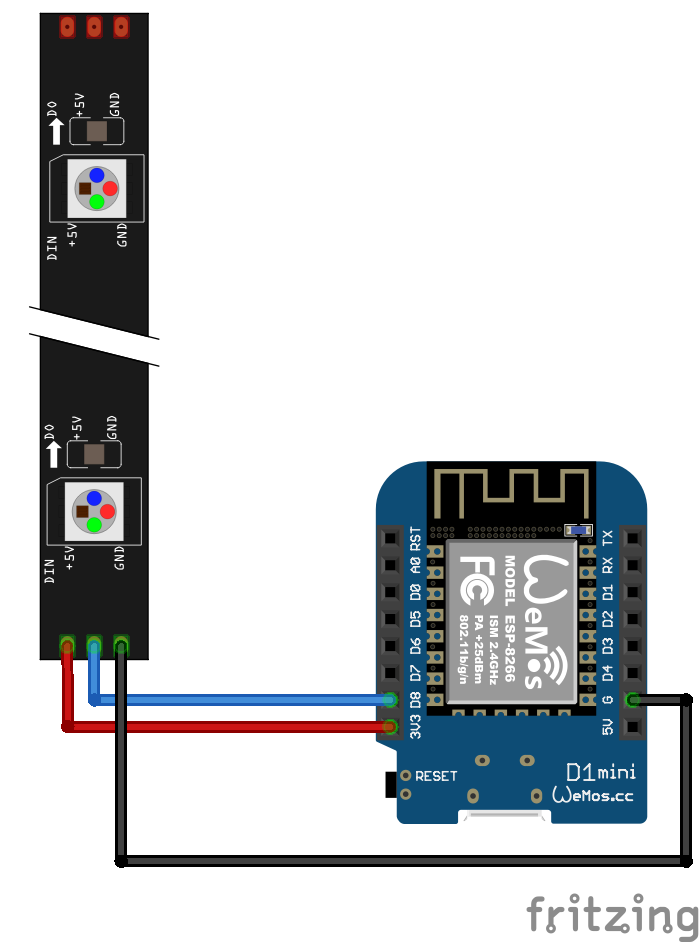 DO
+5V
GND
DIN
+5V
GND
DO
+5V
GND
DIN
+5V
GND
RST
A0
D0
D5
D6
D7
D8
3V3
TX
RX
D1
D2
D3
D4
G
5V
WeMos
FC
MODEL ESP-8266
ISM 2.4GHz
PA +25dBm
802.11b/g/n
RESET
D1mini
WeMos.cc
fritzing